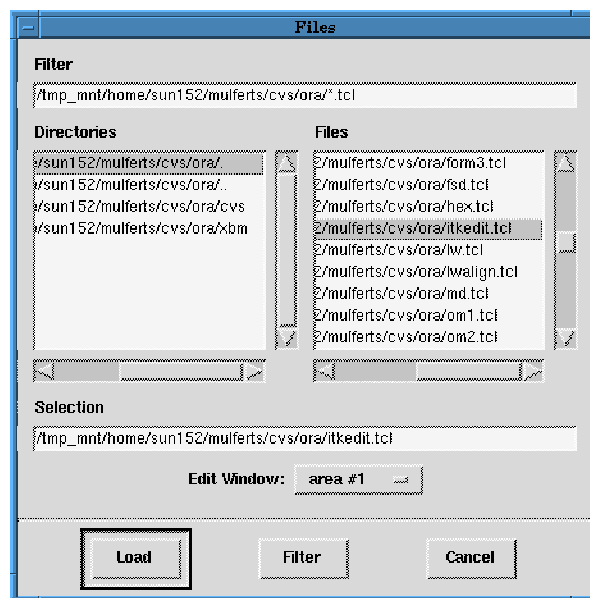 Files
Filter
/tmp_mnt/home/sun152/mulferts/cvs/ora/*.tcl
Directories
/sun152/mulferts/cvs/ora/.
/sun152/mulferts/cvs/ora/..
/sun152/mulferts/cvs/ora/cvs
/sun152/mulferts/cvs/ora/xbm
Files
2/mulferts/cvs/ora/form3.tcl
2/mulferts/cvs/ora/fsd.tcl
2/mulferts/cvs/ora/hex.tcl
2/mulferts/cvs/ora/itkedit.tcl
2/mulferts/cvs/ora/lw.tcl
2/mulferts/cvs/ora/lwalign.tcl
2/mulferts/cvs/ora/md.tcl
2/mulferts/cvs/ora/om1.tcl
2/mulferts/cvs/ora/om2.tcl
Selection
/tmp_mnt/home/sun152/mulferts/cvs/ora/itkedit.tcl
Edit Window: area #1
Load Filter Cancel